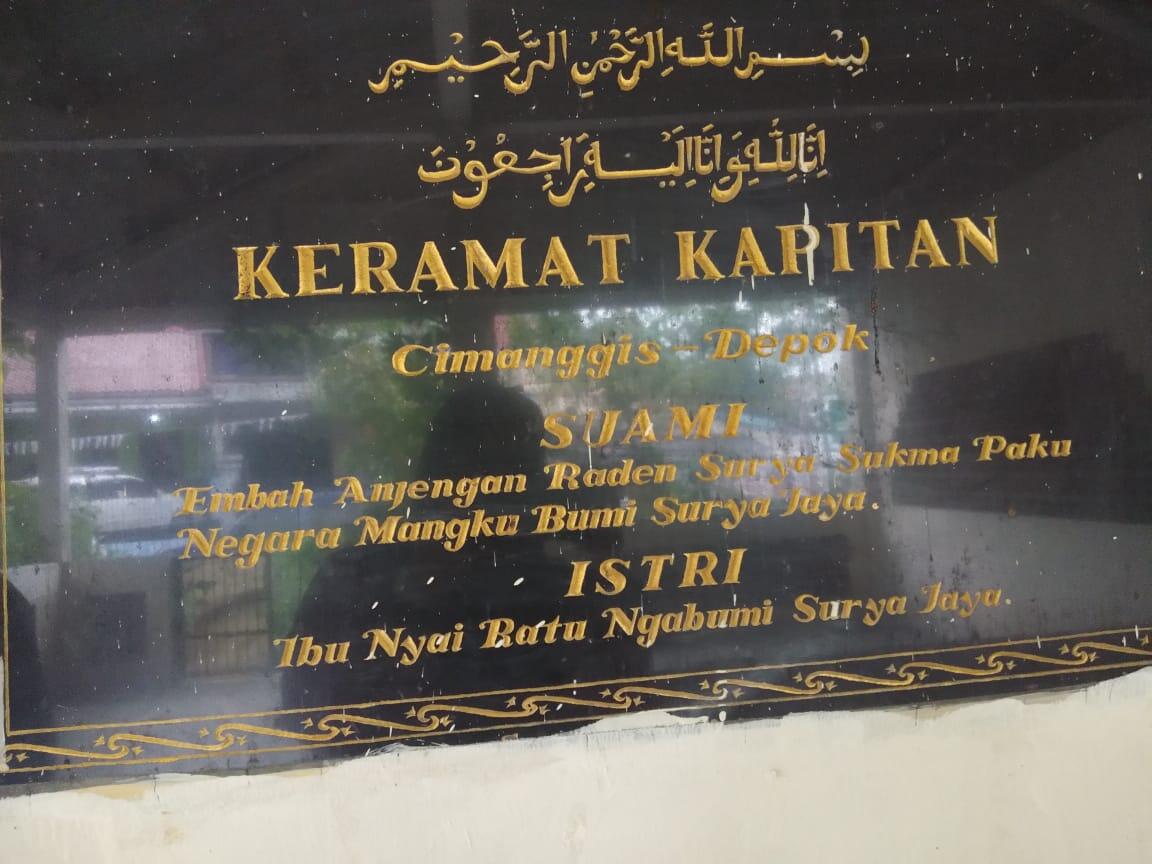 بِسْمِ اللَّهِ الرَّحْمٰنِ الرَّحِيْمِ
اِنَّا لِلّٰهِ وَ اِنَّا اِلَيْهِ رَاجِعُوْنَ
KERAMAT KAPITAN
Cimanggis - Depok
SUAMI
Embah Anjengan Raden Surya Sukma Paku
Negara Mangku Bumi Surya Jaya.
ISTRI
Ibu Nyai Ratu Ngabumi Surya Jaya.